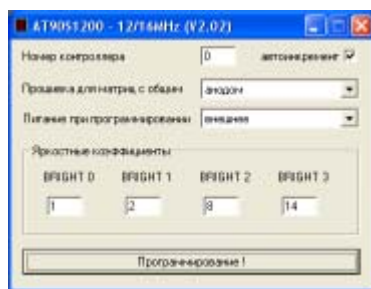 AT90S1200 - 12/16MHz (V2.02)
Номер контроллера 0 автоинкремент
Прошивка для матриц с общим анодом
Питание при программировании внешнее
Яркостные коэффициенты
BRIGHT 0 BRIGHT 1 BRIGHT 2 BRIGHT 3
1 2 8 14
Программирование !